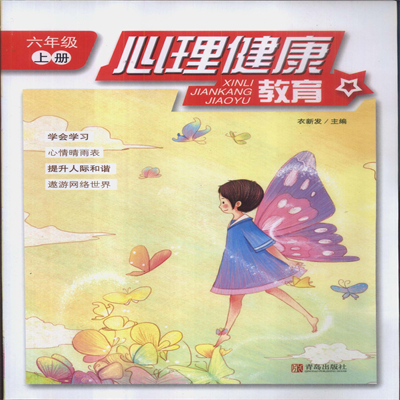 六年级
上册
心理健康
XINLI
JIANKANG
JIAOYU
教育
农新发／主编
学会学习
心情晴雨表
提升人际和谐
遨游网络世界
青岛出版社